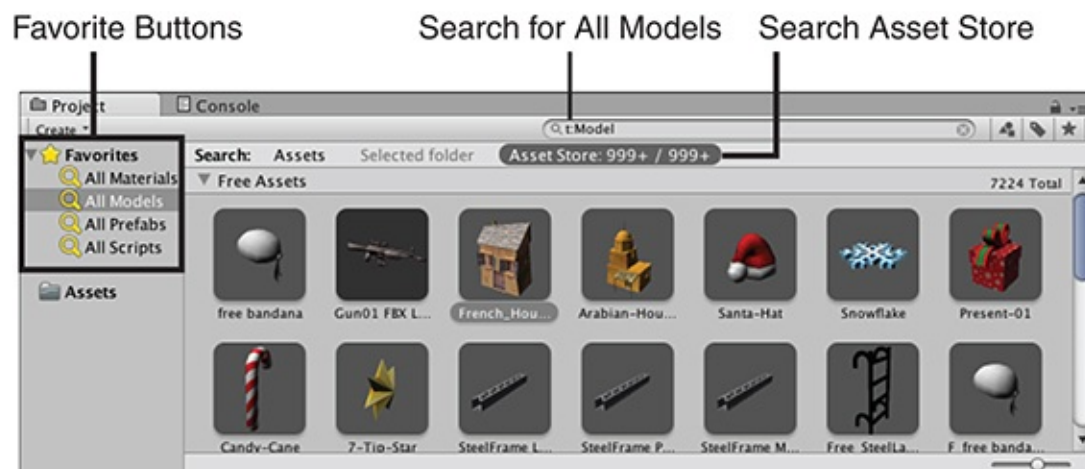 Favorite Buttons Search for All Models Search Asset Store
Project Console
Create t:Model
Favorites Search: Assets Selected folder Asset Store: 999+ / 999+
All Materials Free Assets 7224 Total
All Models
All Prefabs
All Scripts
Assets
free bandana Gun01 FBX L... French_Hou... Arabian-Hou... Santa-Hat Snowflake Present-01
Candy-Cane 7-Tip-Star SteelFrame L... SteelFrame P... SteelFrame M... Free_SteelLa... F_free banda...